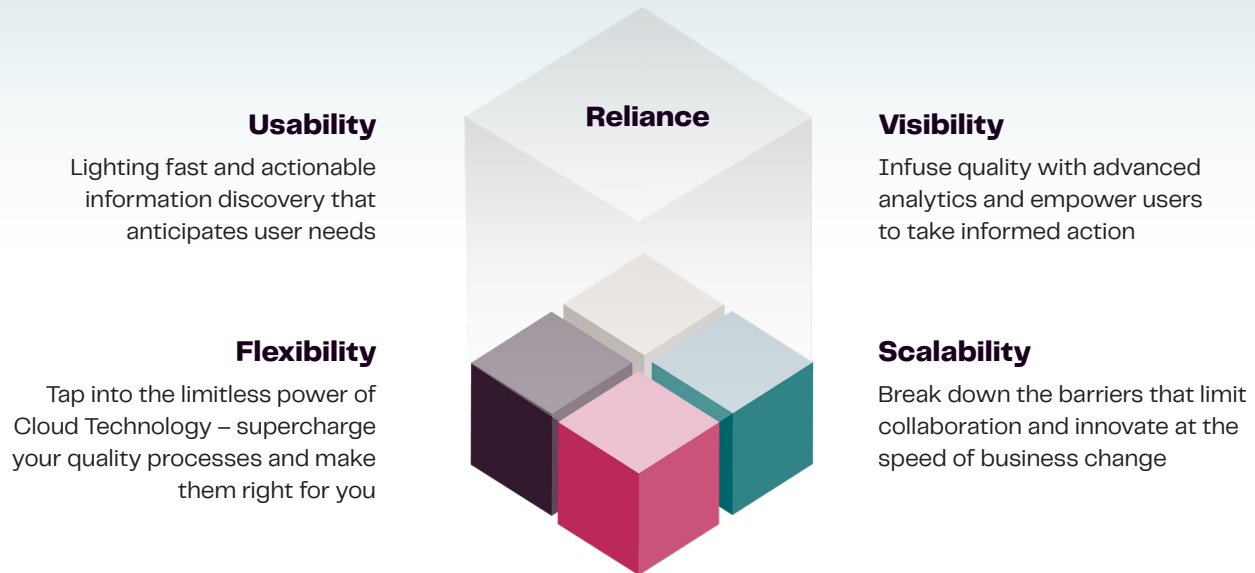 Reliance
Usability
Lighting fast and actionable
information discovery that
anticipates user needs
Visibility
Infuse quality with advanced
analytics and empower users
to take informed action
Flexibility
Tap into the limitless power of
Cloud Technology – supercharge
your quality processes and make
them right for you
Scalability
Break down the barriers that limit
collaboration and innovate at the
speed of business change